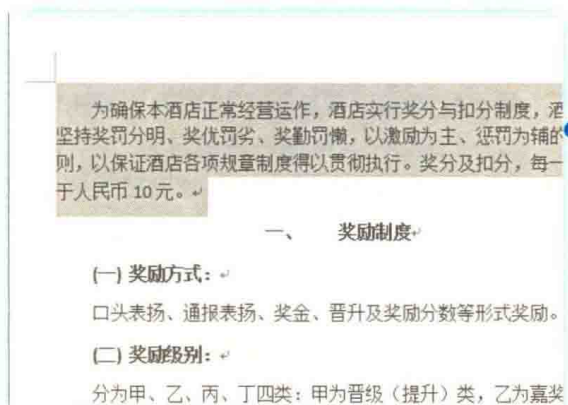 为确保本酒店正常经营运作，酒店实行奖分与扣分制度，酒
坚持奖罚分明、奖优罚劣、奖勤罚懒，以激励为主、惩罚为辅的
则，以保证酒店各项规章制度得以贯彻执行。奖分及扣分，每一
于人民币 10 元。
一、 奖励制度
(一) 奖励方式：
口头表扬、通报表扬、奖金、晋升及奖励分数等形式奖励。
(二) 奖励级别：
分为甲、乙、丙、丁四类：甲为晋级（提升）类，乙为嘉奖